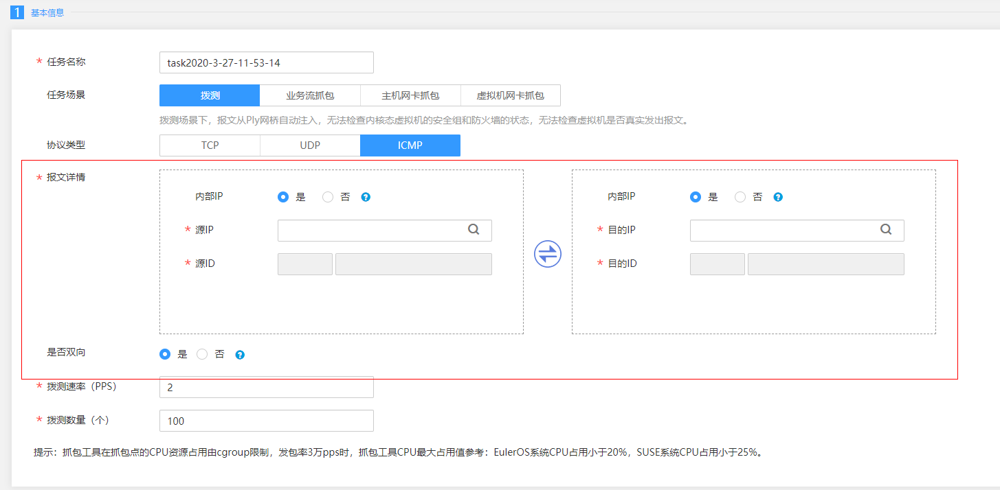 1 基本信息
* 任务名称 task2020-3-27-11-53-14
任务场景 拨测 业务流抓包 主机网卡抓包 虚拟机网卡抓包
拨测场景下，报文从Ply网桥自动注入，无法检查内核态虚拟机的安全组和防火墙的状态，无法检查虚拟机是否真实发出报文。
协议类型 TCP UDP ICMP
* 报文详情
内部IP 是 否 ?
* 源IP
* 源ID
内部IP 是 否 ?
* 目的IP
* 目的ID
是否双向 是 否 ?
* 拨测速率（PPS） 2
* 拨测数量（个） 100
提示：抓包工具在抓包点的CPU资源占用由cgroup限制，发包率3万pps时，抓包工具CPU最大占用值参考：EulerOS系统CPU占用小于20%，SUSE系统CPU占用小于25%。